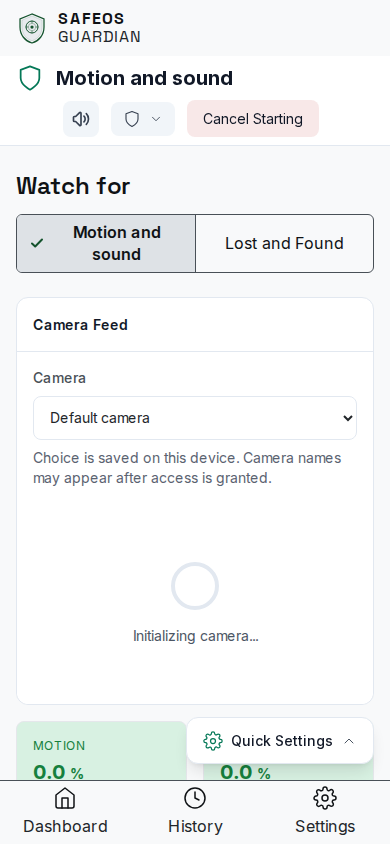 SAFEOS
GUARDIAN
Motion and sound
Cancel Starting
Watch for
Motion and
sound
Lost and Found
Camera Feed
Camera
Default camera
Choice is saved on this device. Camera names
may appear after access is granted.
Initializing camera...
MOTION
0.0 %
0.0 %
Quick Settings
Dashboard
History
Settings